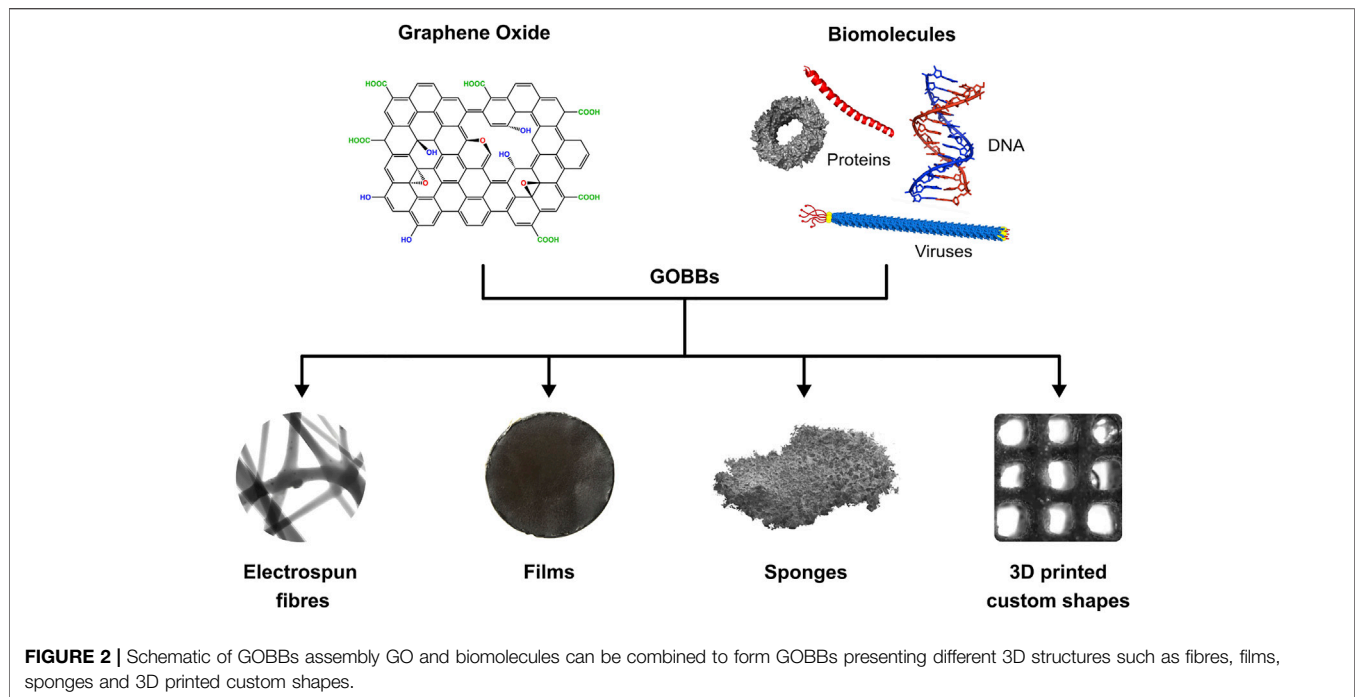 Graphene Oxide
Biomolecules
HOOC
HOOC
COOH
OH
HOOC
OH
O
HO
O
O
HO
COOH
HO
COOH
Proteins
DNA
Viruses
GOBBs
Electrospun
fibres
Films
Sponges
3D printed
custom shapes
FIGURE 2 | Schematic of GOBBs assembly GO and biomolecules can be combined to form GOBBs presenting different 3D structures such as fibres, films,
sponges and 3D printed custom shapes.